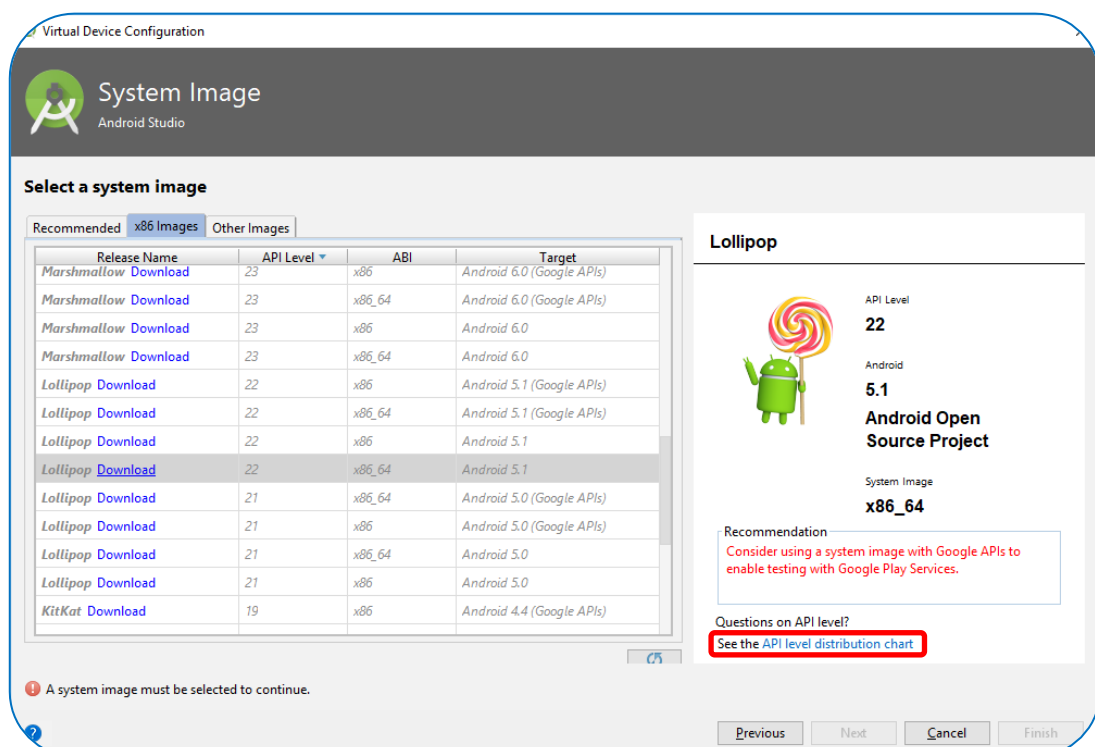 Virtual Device Configuration
System Image
Android Studio
Select a system image
Recommended x86 Images Other Images
Release Name API Level ABI Target
Marshmallow Download 23 x86 Android 6.0 (Google APIs)
Marshmallow Download 23 x86_64 Android 6.0 (Google APIs)
Marshmallow Download 23 x86 Android 6.0
Marshmallow Download 23 x86_64 Android 6.0
Lollipop Download 22 x86 Android 5.1 (Google APIs)
Lollipop Download 22 x86_64 Android 5.1 (Google APIs)
Lollipop Download 22 x86 Android 5.1
Lollipop Download 22 x86_64 Android 5.1
Lollipop Download 21 x86_64 Android 5.0 (Google APIs)
Lollipop Download 21 x86 Android 5.0 (Google APIs)
Lollipop Download 21 x86_64 Android 5.0
Lollipop Download 21 x86 Android 5.0
KitKat Download 19 x86 Android 4.4 (Google APIs)
Lollipop
API Level
22
Android
5.1
Android Open
Source Project
System Image
x86_64
Recommendation
Consider using a system image with Google APIs to
enable testing with Google Play Services.
Questions on API level?
See the API level distribution chart
A system image must be selected to continue.
? Previous Next Cancel Finish